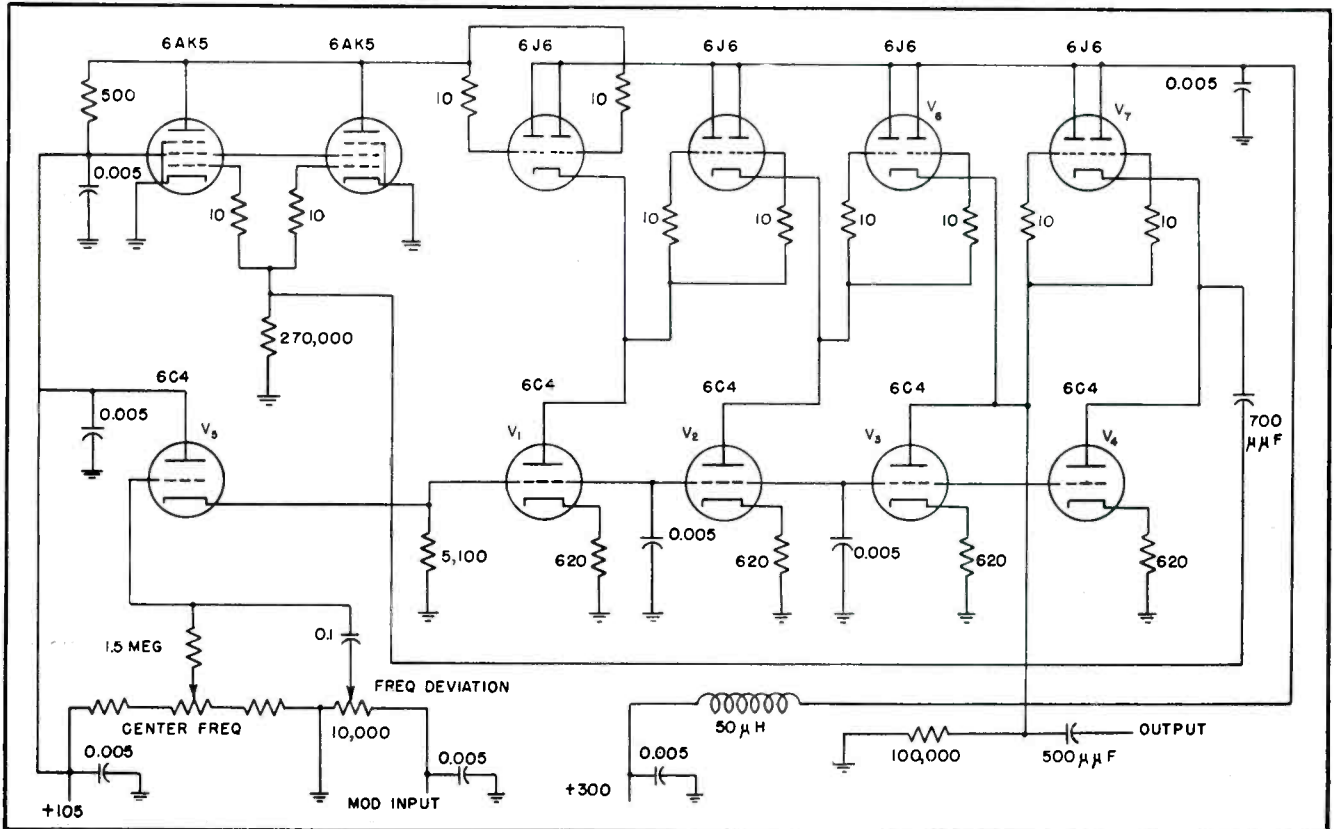 6AK5 6AK5 6J6 6J6 6J6 6J6
V6 V7
500 10 10 0.005
0.005
10 10 10 10 10 10 10 10
270,000
6C4 6C4 6C4 6C4 6C4
0.005
V5 V1 V2 V3 V4
700
μμF
5,100 620 0.005 620 0.005 620 620
1.5 MEG 0.1
FREQ DEVIATION
CENTER FREQ 10,000
50 μH
OUTPUT
0.005 0.005 0.005 100,000 500 μμF
+105 MOD INPUT +300